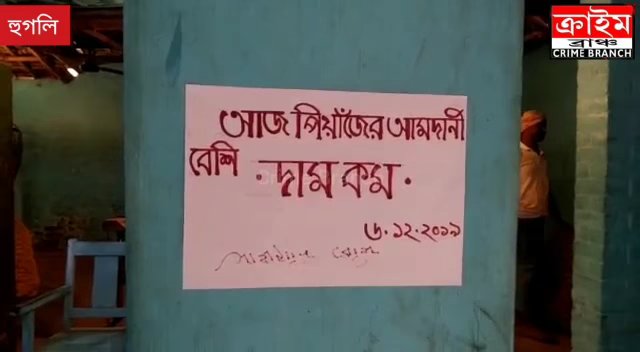 হুগলি
ক্রাইম
ব্রাঞ্চ
CRIME BRANCH
আজ পিয়াঁজের আমদানী
বেশি · দাম কম ·
৬·১২·২০১৯